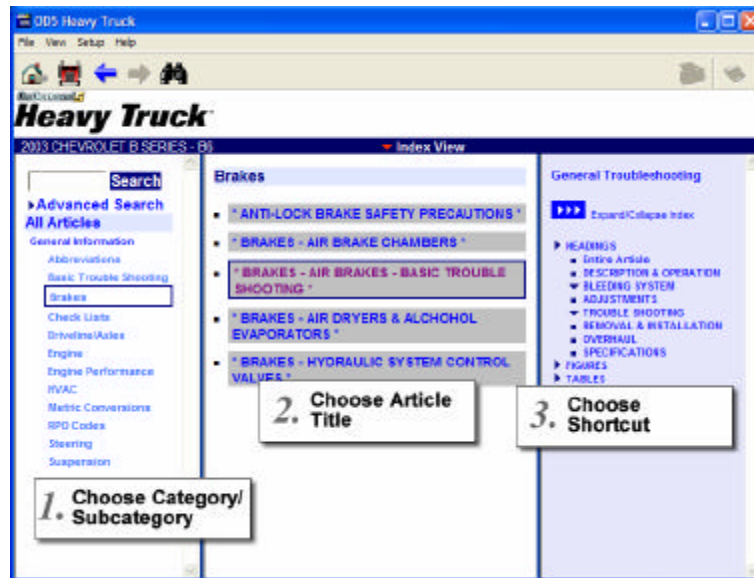 OD5 Heavy Truck
File View Setup Help
Heavy Truck
2003 CHEVROLET B SERIES - B6
Index View
Search
Advanced Search
All Articles
General Information
Abbreviations
Basic Trouble Shooting
Brakes
Check Lists
Driveline/Axles
Engine
Engine Performance
HVAC
Metric Conversions
RPO Codes
Steering
Suspension
1. Choose Category/
Subcategory
Brakes
* ANTI-LOCK BRAKE SAFETY PRECAUTIONS *
* BRAKES - AIR BRAKE CHAMBERS *
* BRAKES - AIR BRAKES - BASIC TROUBLE
SHOOTING *
* BRAKES - AIR DRYERS & ALCHOHOL
EVAPORATORS *
* BRAKES - HYDRAULIC SYSTEM CONTROL
VALVES *
2. Choose Article
Title
General Troubleshooting
Expand/Collapse Index
HEADINGS
Entire Article
DESCRIPTION & OPERATION
BLEEDING SYSTEM
ADJUSTMENTS
TROUBLE SHOOTING
REMOVAL & INSTALLATION
OVERHAUL
SPECIFICATIONS
FIGURES
TABLES
3. Choose
Shortcut